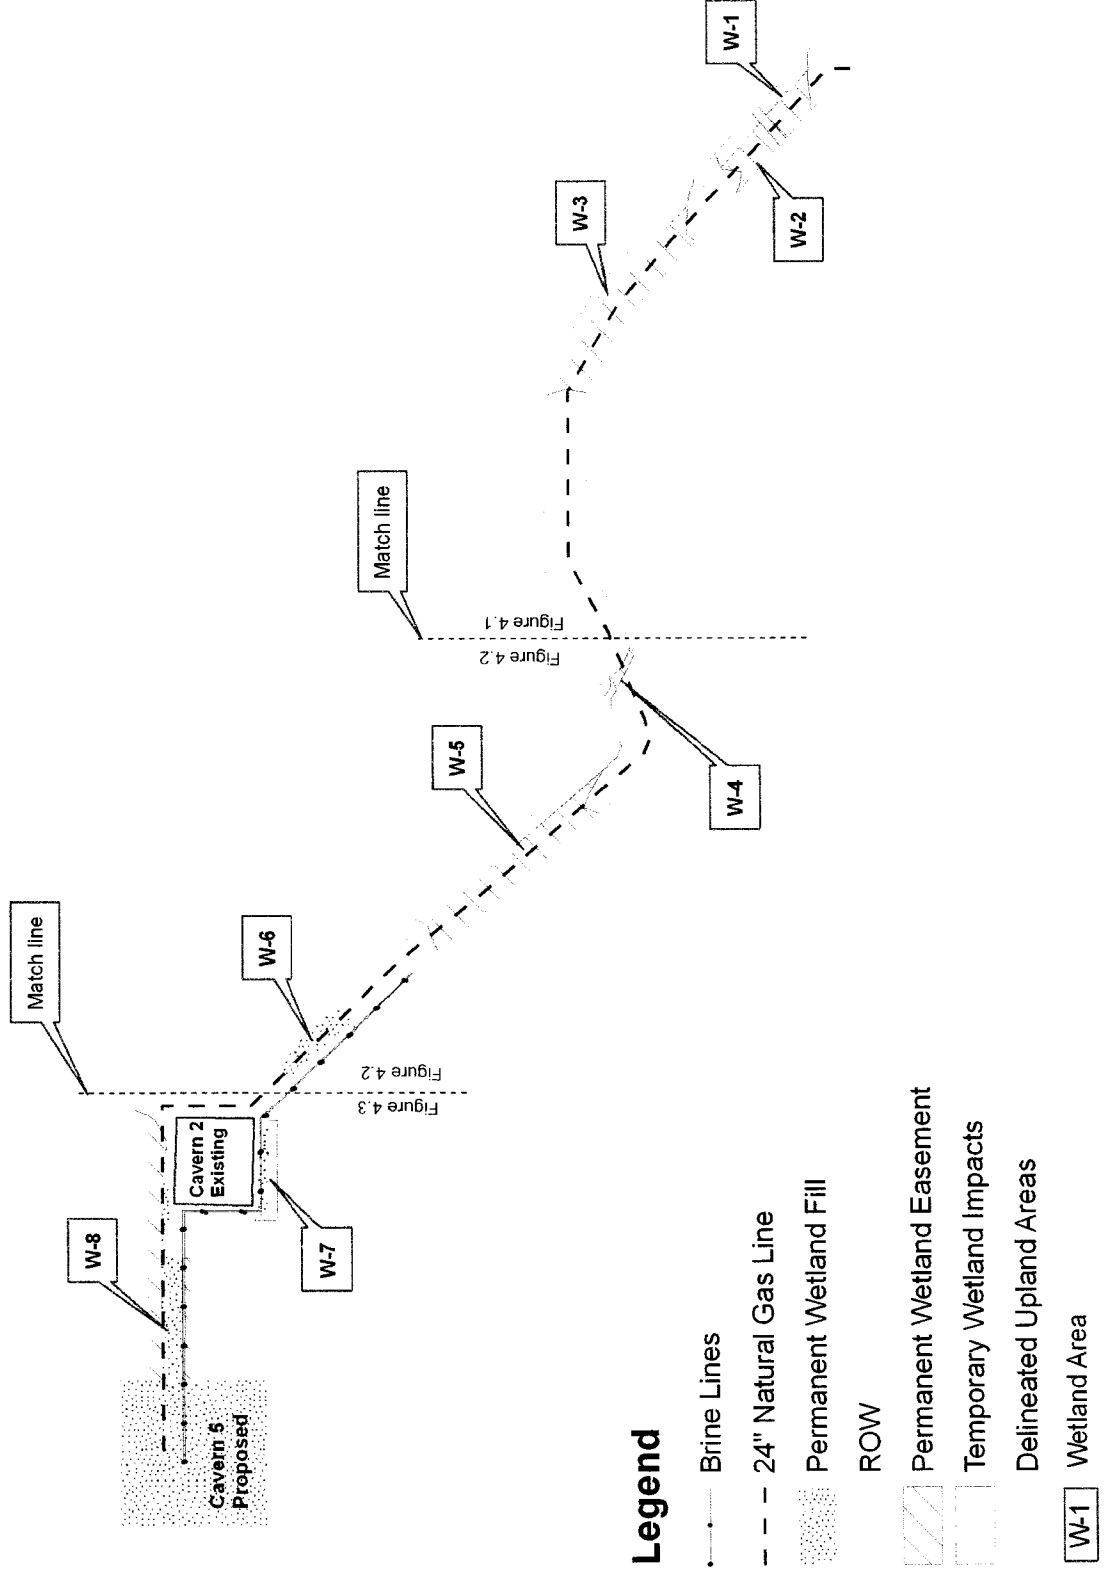 Cavern 5
Proposed
W-8
Cavern 2
Existing
W-7
Match line
Figure 4.3
Figure 4.2
W-6
W-5
W-4
Match line
Figure 4.2
Figure 4.1
W-3
W-2
W-1
Legend
Brine Lines
24" Natural Gas Line
Permanent Wetland Fill
ROW
Permanent Wetland Easement
Temporary Wetland Impacts
Delineated Upland Areas
W-1 Wetland Area